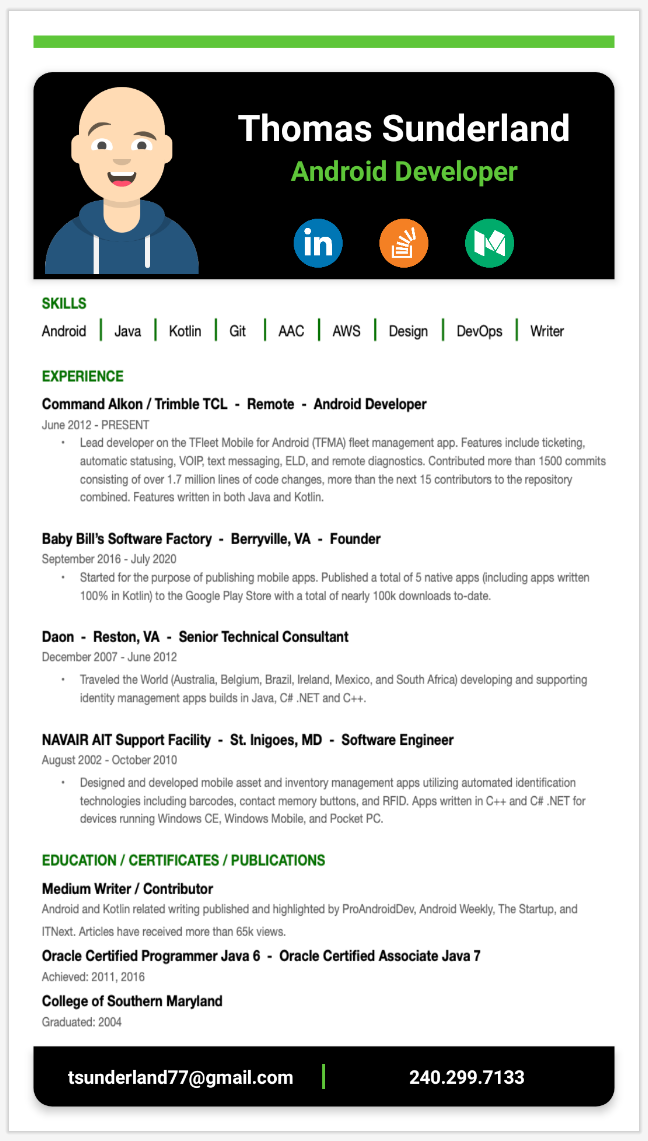 Thomas Sunderland
Android Developer
in
SKILLS
Android | Java | Kotlin | Git | AAC | AWS | Design | DevOps | Writer
EXPERIENCE
Command Alkon / Trimble TCL - Remote - Android Developer
June 2012 - PRESENT
• Lead developer on the TFleet Mobile for Android (TFMA) fleet management app. Features include ticketing,
automatic statusing, VOIP, text messaging, ELD, and remote diagnostics. Contributed more than 1500 commits
consisting of over 1.7 million lines of code changes, more than the next 15 contributors to the repository
combined. Features written in both Java and Kotlin.
Baby Bill's Software Factory - Berryville, VA - Founder
September 2016 - July 2020
• Started for the purpose of publishing mobile apps. Published a total of 5 native apps (including apps written
100% in Kotlin) to the Google Play Store with a total of nearly 100k downloads to-date.
Daon - Reston, VA - Senior Technical Consultant
December 2007 - June 2012
• Traveled the World (Australia, Belgium, Brazil, Ireland, Mexico, and South Africa) developing and supporting
identity management apps builds in Java, C# .NET and C++.
NAVAIR AIT Support Facility - St. Inigoes, MD - Software Engineer
August 2002 - October 2010
• Designed and developed mobile asset and inventory management apps utilizing automated identification
technologies including barcodes, contact memory buttons, and RFID. Apps written in C++ and C# .NET for
devices running Windows CE, Windows Mobile, and Pocket PC.
EDUCATION / CERTIFICATES / PUBLICATIONS
Medium Writer / Contributor
Android and Kotlin related writing published and highlighted by ProAndroidDev, Android Weekly, The Startup, and
ITNext. Articles have received more than 65k views.
Oracle Certified Programmer Java 6 - Oracle Certified Associate Java 7
Achieved: 2011, 2016
College of Southern Maryland
Graduated: 2004
tsunderland77@gmail.com | 240.299.7133